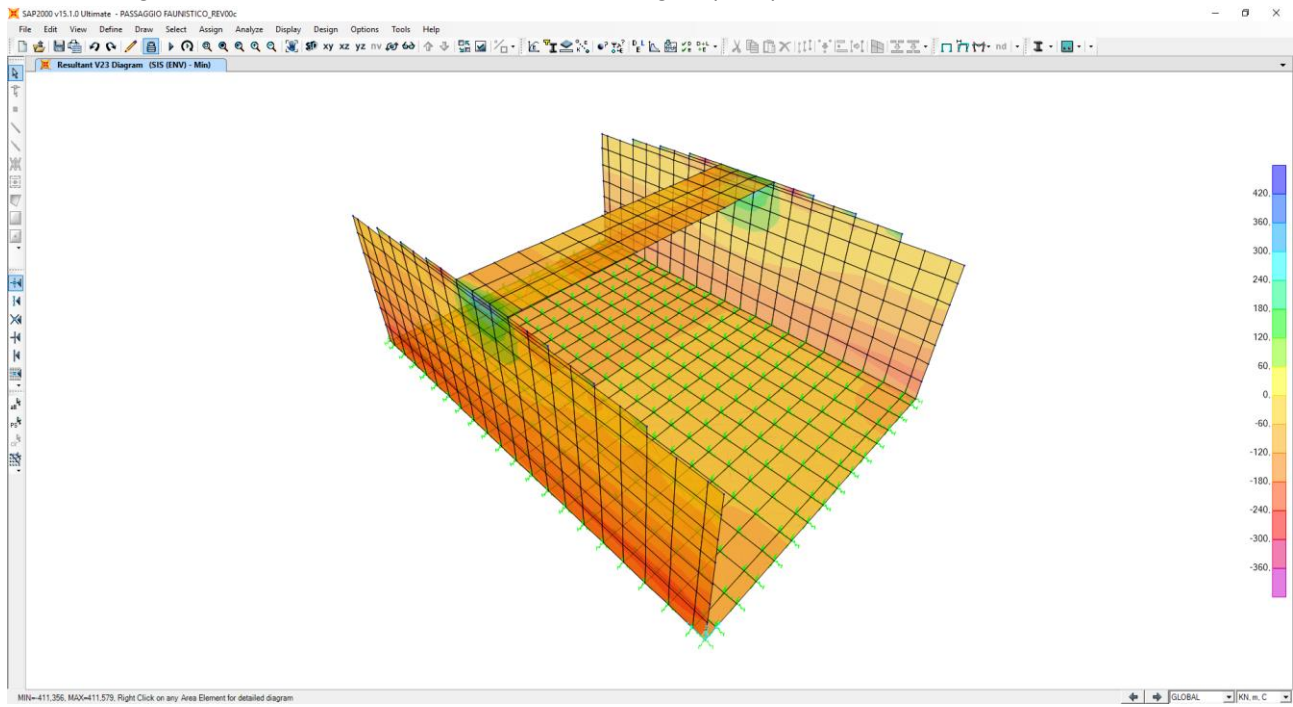 SAP2000 v15.1.0 Ultimate - PASSAGGIO FAUNISTICO_REV00c
File Edit View Define Draw Select Assign Analyze Display Design Options Tools Help
xy xz yz nv nd
Resultant V23 Diagram (SIS (ENV) - Min)
420,
360,
300,
240,
180,
120,
60,
0,
-60,
-120,
-180,
-240,
-300,
-360,
MIN=-411,356, MAX=411,579, Right Click on any Area Element for detailed diagram
GLOBAL
KN, m, C